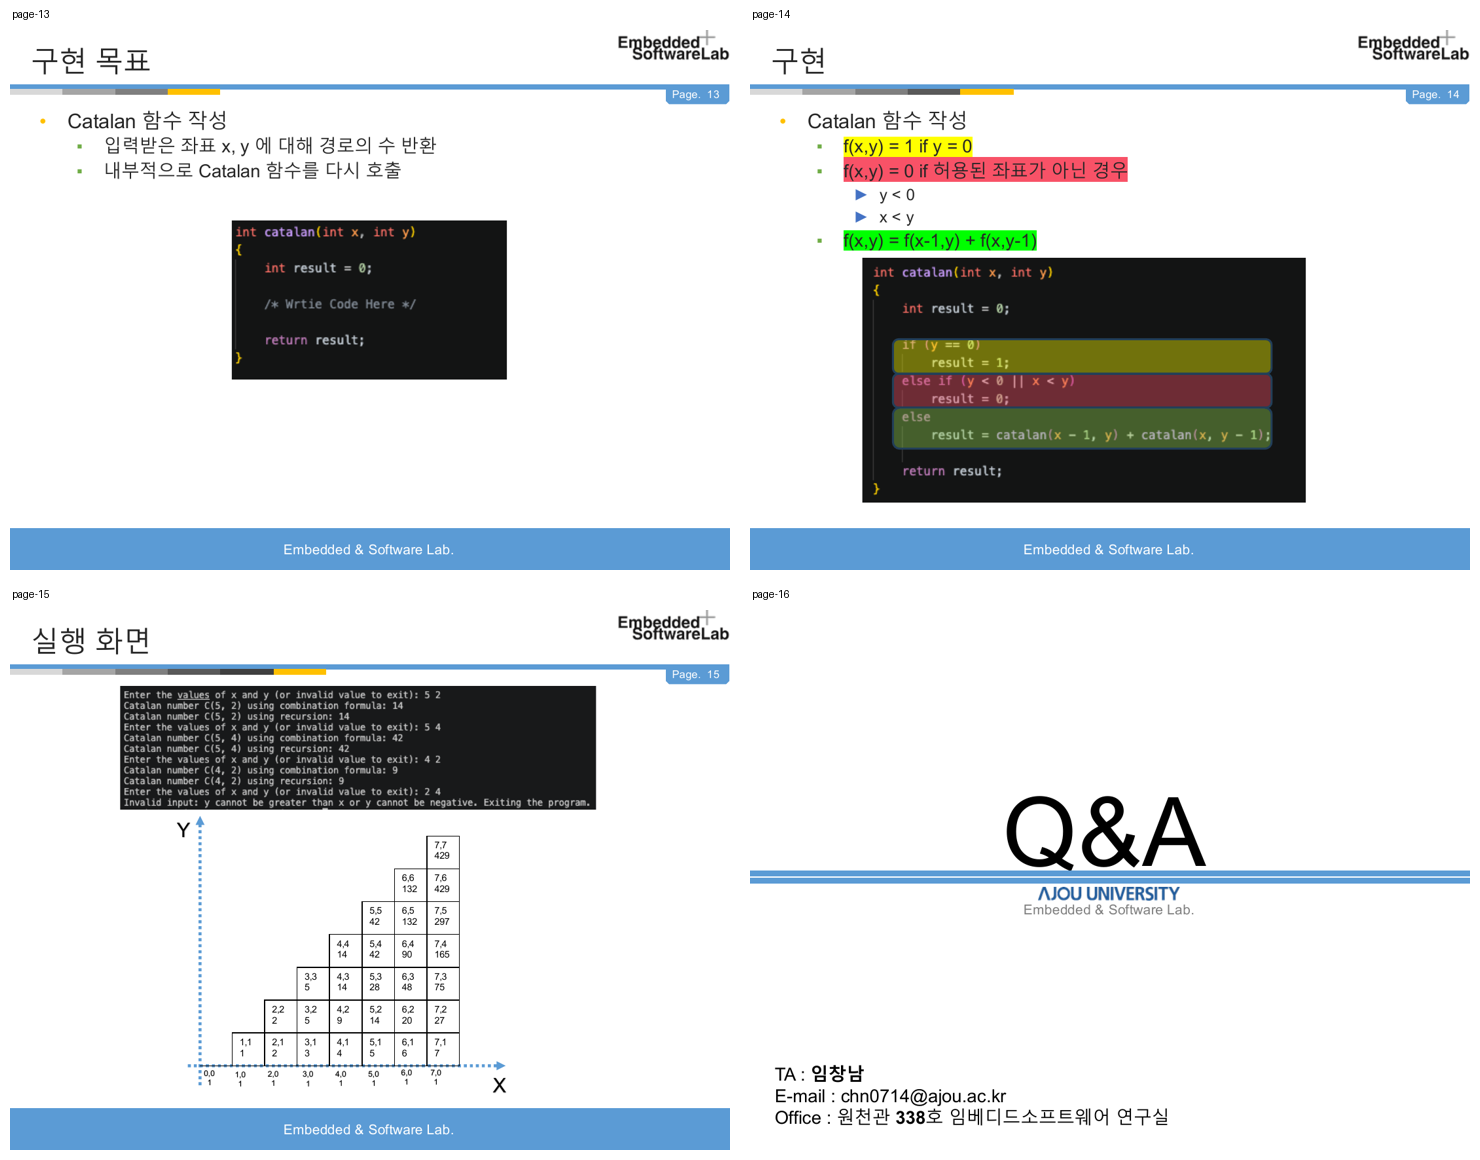 page-13
구현 목표
Embedded
SoftwareLab
Page. 13
• Catalan 함수 작성
▪ 입력받은 좌표 x, y 에 대해 경로의 수 반환
▪ 내부적으로 Catalan 함수를 다시 호출
int catalan(int x, int y)
{
int result = 0;
/* Wrtie Code Here */
return result;
}
Embedded & Software Lab.
page-14
구현
Embedded
SoftwareLab
Page. 14
• Catalan 함수 작성
▪ f(x,y) = 1 if y = 0
▪ f(x,y) = 0 if 허용된 좌표가 아닌 경우
► y < 0
► x < y
▪ f(x,y) = f(x-1,y) + f(x,y-1)
int catalan(int x, int y)
{
int result = 0;
if (y == 0)
result = 1;
else if (y < 0 || x < y)
result = 0;
else
result = catalan(x - 1, y) + catalan(x, y - 1);
return result;
}
Embedded & Software Lab.
page-15
실행 화면
Embedded
SoftwareLab
Page. 15
Enter the values of x and y (or invalid value to exit): 5 2
Catalan number C(5, 2) using combination formula: 14
Catalan number C(5, 2) using recursion: 14
Enter the values of x and y (or invalid value to exit): 5 4
Catalan number C(5, 4) using combination formula: 42
Catalan number C(5, 4) using recursion: 42
Enter the values of x and y (or invalid value to exit): 4 2
Catalan number C(4, 2) using combination formula: 9
Catalan number C(4, 2) using recursion: 9
Enter the values of x and y (or invalid value to exit): 2 4
Invalid input: y cannot be greater than x or y cannot be negative. Exiting the program.
Y
7,7
429
6,6 7,6
132 429
5,5 6,5 7,5
42 132 297
4,4 5,4 6,4 7,4
14 42 90 165
3,3 4,3 5,3 6,3 7,3
5 14 28 48 75
2,2 3,2 4,2 5,2 6,2 7,2
2 5 9 14 20 27
1,1 2,1 3,1 4,1 5,1 6,1 7,1
1 2 3 4 5 6 7
0,0 1,0 2,0 3,0 4,0 5,0 6,0 7,0
1 1 1 1 1 1 1 1
X
Embedded & Software Lab.
page-16
Q&A
AJOU UNIVERSITY
Embedded & Software Lab.
TA : 임창남
E-mail : chn0714@ajou.ac.kr
Office : 원천관 338호 임베디드소프트웨어 연구실